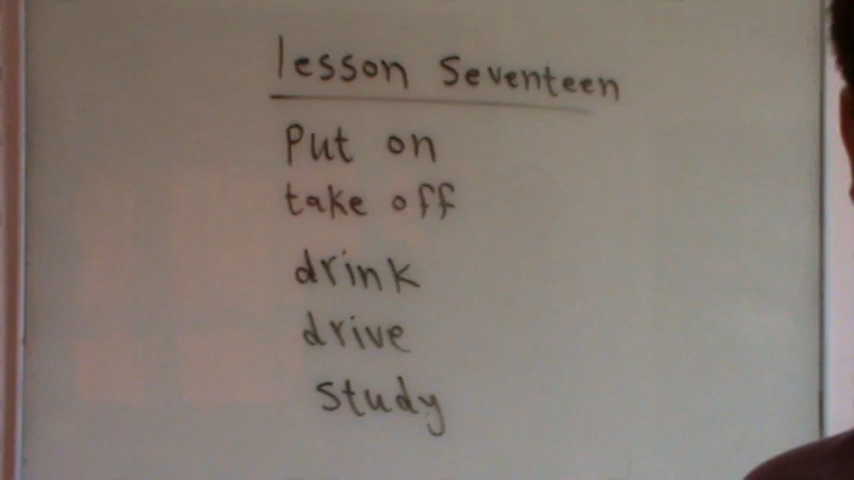 lesson Seventeen
Put on
take off
drink
drive
Study